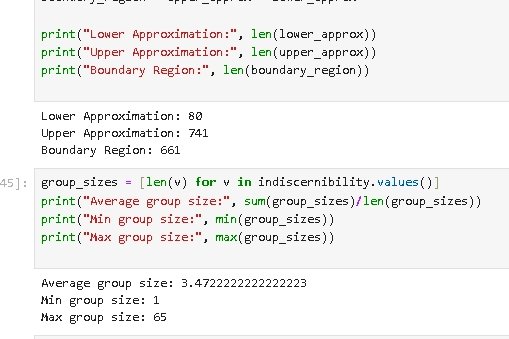 print("Lower Approximation:", len(lower_approx))
print("Upper Approximation:", len(upper_approx))
print("Boundary Region:", len(boundary_region))
Lower Approximation: 80
Upper Approximation: 741
Boundary Region: 661
45]: group_sizes = [len(v) for v in indiscernibility.values()]
print("Average group size:", sum(group_sizes)/len(group_sizes))
print("Min group size:", min(group_sizes))
print("Max group size:", max(group_sizes))
Average group size: 3.4722222222222223
Min group size: 1
Max group size: 65